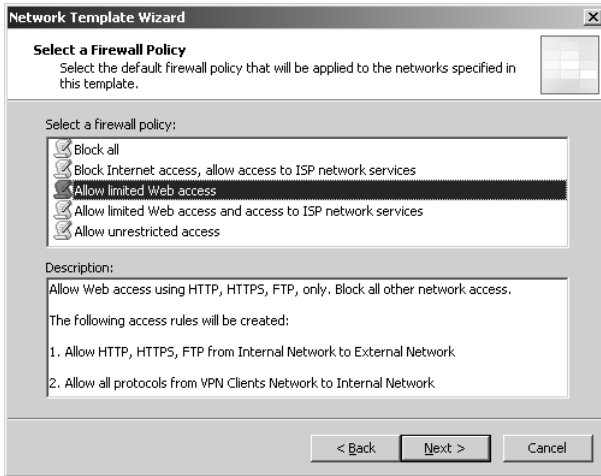 Network Template Wizard
Select a Firewall Policy
Select the default firewall policy that will be applied to the networks specified in
this template.
Select a firewall policy:
Block all
Block Internet access, allow access to ISP network services
Allow limited Web access
Allow limited Web access and access to ISP network services
Allow unrestricted access
Description:
Allow Web access using HTTP, HTTPS, FTP, only. Block all other network access.
The following access rules will be created:
1. Allow HTTP, HTTPS, FTP from Internal Network to External Network
2. Allow all protocols from VPN Clients Network to Internal Network
< Back Next > Cancel